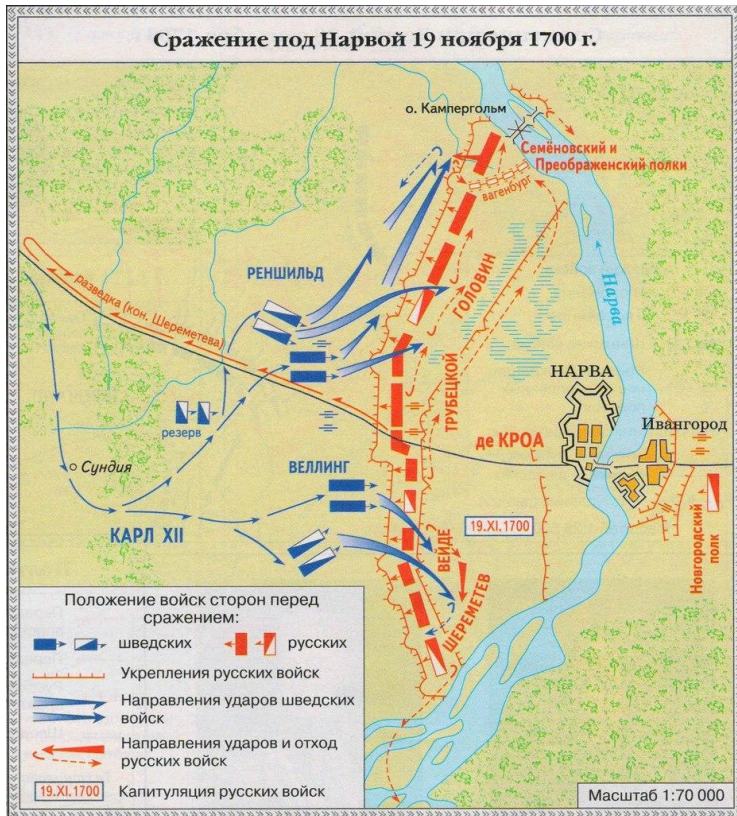 Сражение под Нарвой 19 ноября 1700 г.
о. Кампергольм
Семёновский и
Преображенский полки
вагенбург
РЕНШИЛЬД
разведка (кон. Шереметева)
ГОЛОВИН
Нарва
резерв
ТРУБЕЦКОЙ
НАРВА
Ивангород
де КРОА
Сундия
ВЕЛЛИНГ
КАРЛ XII
19.XI.1700
ВЕЙДЕ
ШЕРЕМЕТЕВ
Новгородский
полк
Положение войск сторон перед
сражением:
шведских
русских
Укрепления русских войск
Направления ударов шведских
войск
Направления ударов и отход
русских войск
19.XI.1700 Капитуляция русских войск
Масштаб 1:70 000